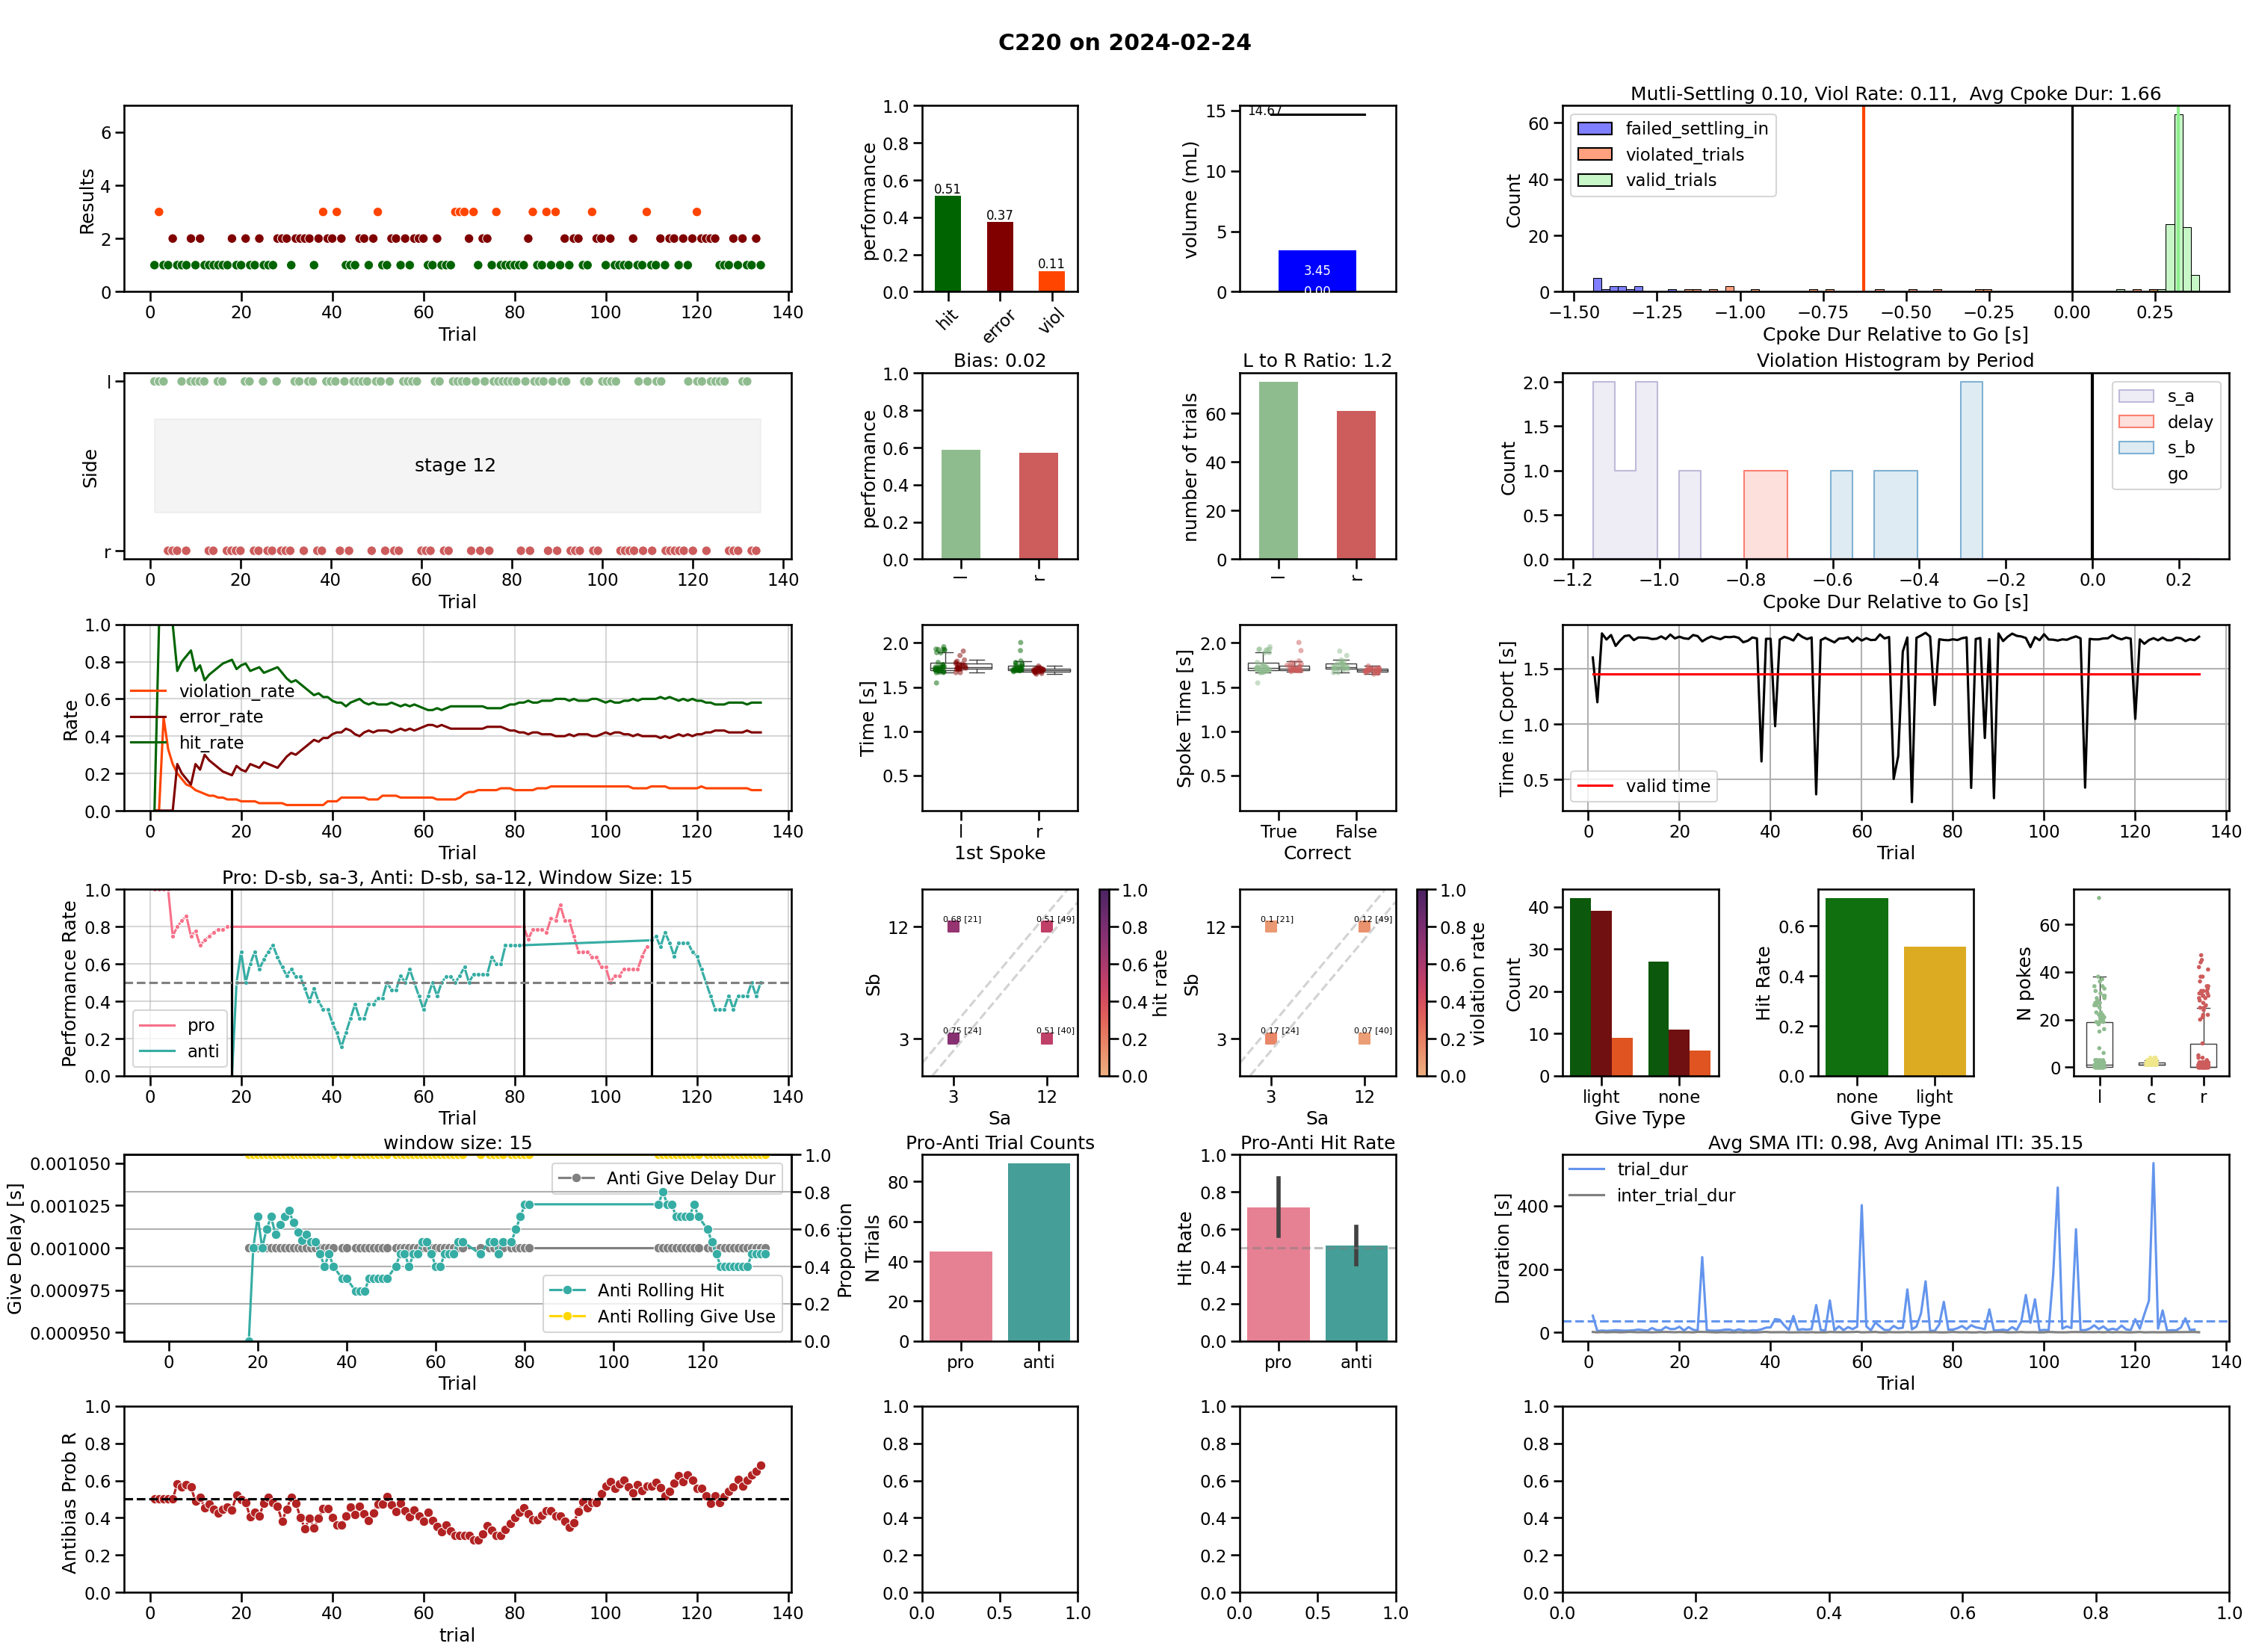 C220 on 2024-02-24
Results
6
4
2
0
0 20 40 60 80 100 120 140
Trial
performance
1.0
0.8
0.6
0.4
0.2
0.0
0.51
0.37
0.11
hit error viol
volume (mL)
15
10
5
0
14.67
3.45
0.00
Mutli-Settling 0.10, Viol Rate: 0.11,  Avg Cpoke Dur: 1.66
Count
60
40
20
0
failed_settling_in
violated_trials
valid_trials
−1.50 −1.25 −1.00 −0.75 −0.50 −0.25 0.00 0.25
Cpoke Dur Relative to Go [s]
Side
l
r
stage 12
0 20 40 60 80 100 120 140
Trial
Bias: 0.02
performance
1.0
0.8
0.6
0.4
0.2
0.0
l r
L to R Ratio: 1.2
number of trials
60
40
20
0
l r
Violation Histogram by Period
Count
2.0
1.5
1.0
0.5
0.0
s_a
delay
s_b
go
−1.2 −1.0 −0.8 −0.6 −0.4 −0.2 0.0 0.2
Cpoke Dur Relative to Go [s]
Rate
1.0
0.8
0.6
0.4
0.2
0.0
violation_rate
error_rate
hit_rate
0 20 40 60 80 100 120 140
Trial
Time [s]
2.0
1.5
1.0
0.5
l r
1st Spoke
Spoke Time [s]
2.0
1.5
1.0
0.5
True False
Correct
Time in Cport [s]
1.5
1.0
0.5
valid time
0 20 40 60 80 100 120 140
Trial
Pro: D-sb, sa-3, Anti: D-sb, sa-12, Window Size: 15
Performance Rate
1.0
0.8
0.6
0.4
0.2
0.0
pro
anti
0 20 40 60 80 100 120 140
Trial
Sb
12
3
0.68 [21]
0.51 [49]
0.75 [24]
0.51 [40]
3 12
Sa
1.0
0.8
0.6
0.4
0.2
0.0
hit rate
Sb
12
3
0.1 [21]
0.12 [49]
0.17 [24]
0.07 [40]
3 12
Sa
1.0
0.8
0.6
0.4
0.2
0.0
violation rate
Count
40
30
20
10
0
light none
Give Type
Hit Rate
0.6
0.4
0.2
0.0
none light
Give Type
N pokes
60
40
20
0
l c r
window size: 15
Give Delay [s]
0.001050
0.001025
0.001000
0.000975
0.000950
Anti Give Delay Dur
Anti Rolling Hit
Anti Rolling Give Use
1.0
0.8
0.6
0.4
0.2
0.0
Proportion
0 20 40 60 80 100 120
Trial
Pro-Anti Trial Counts
N Trials
80
60
40
20
0
pro anti
Pro-Anti Hit Rate
Hit Rate
1.0
0.8
0.6
0.4
0.2
0.0
pro anti
Avg SMA ITI: 0.98, Avg Animal ITI: 35.15
Duration [s]
400
200
0
trial_dur
inter_trial_dur
0 20 40 60 80 100 120 140
Trial
Antibias Prob R
1.0
0.8
0.6
0.4
0.2
0.0
0 20 40 60 80 100 120 140
trial
1.0
0.8
0.6
0.4
0.2
0.0
0.0 0.5 1.0
1.0
0.8
0.6
0.4
0.2
0.0
0.0 0.5 1.0
1.0
0.8
0.6
0.4
0.2
0.0
0.0 0.2 0.4 0.6 0.8 1.0